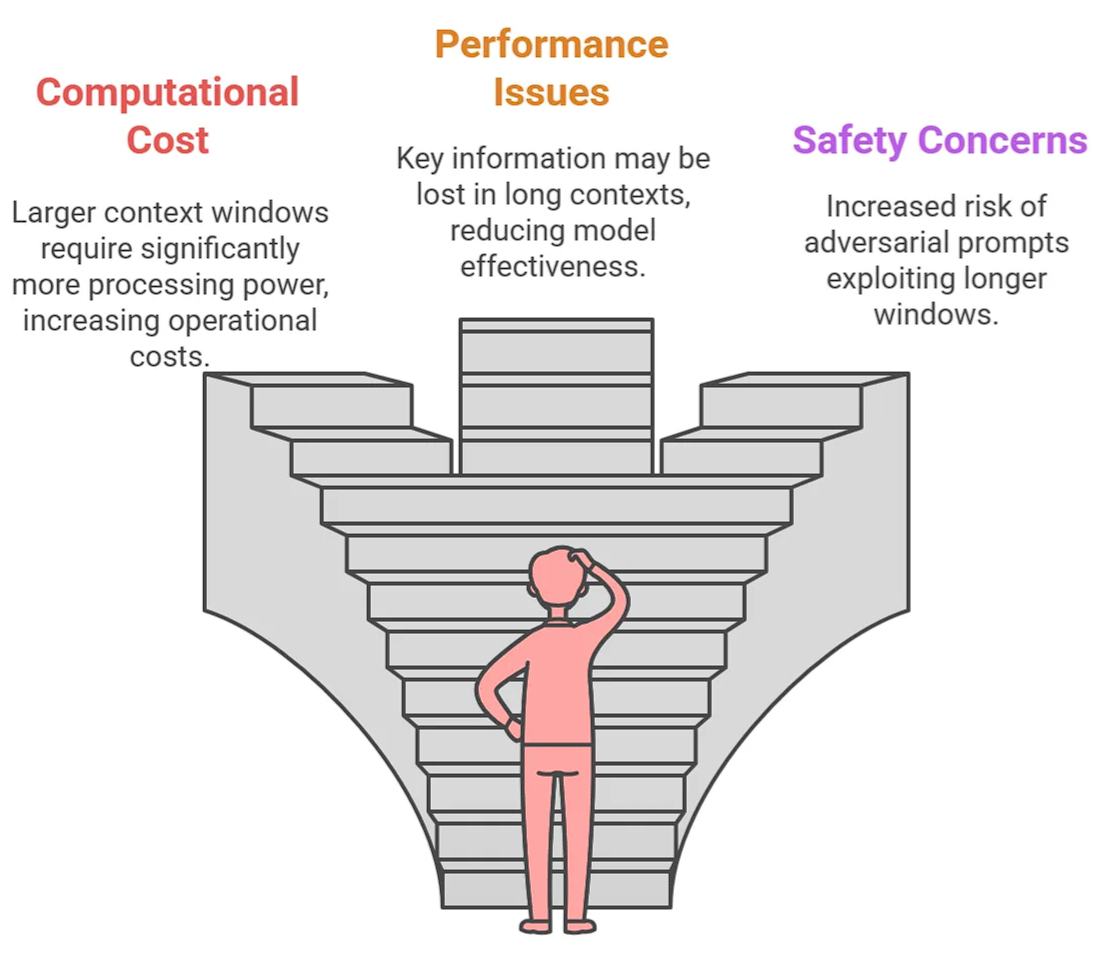 Computational
Cost
Larger context windows
require significantly
more processing power,
increasing operational
costs.
Performance
Issues
Key information may be
lost in long contexts,
reducing model
effectiveness.
Safety Concerns
Increased risk of
adversarial prompts
exploiting longer
windows.